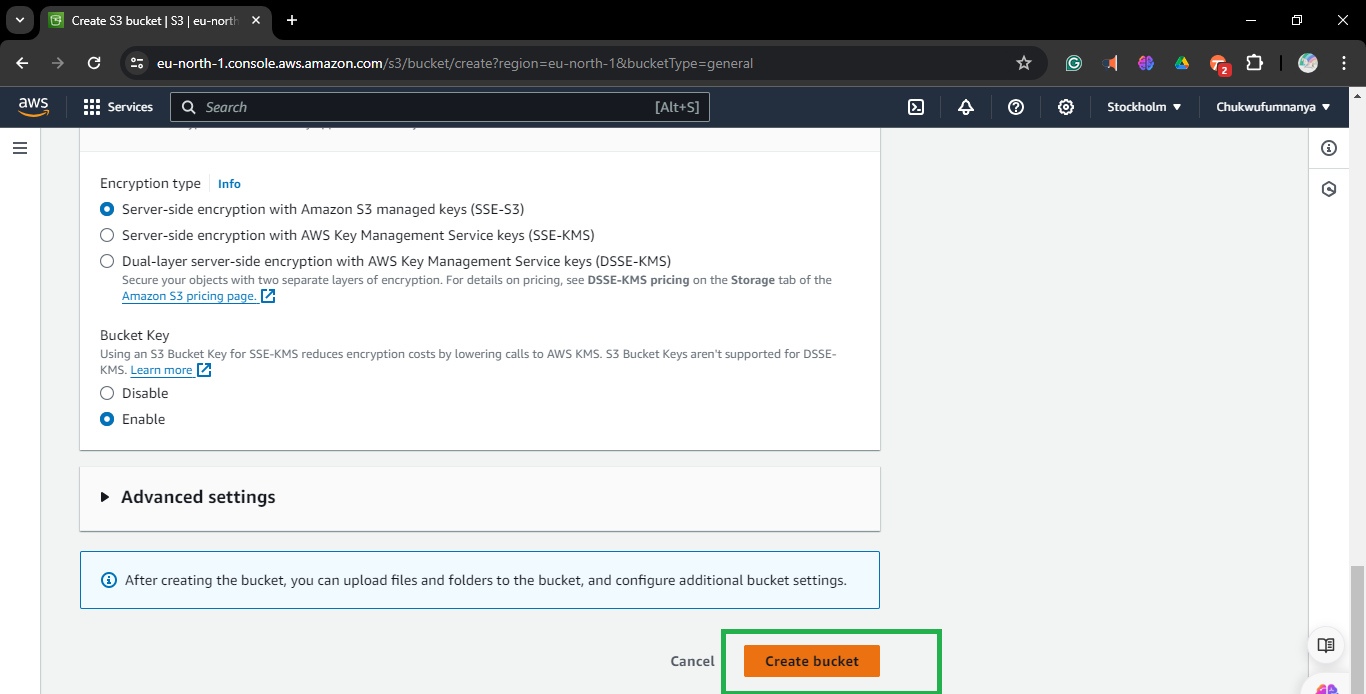 Create S3 bucket | S3 | eu-north
eu-north-1.console.aws.amazon.com/s3/bucket/create?region=eu-north-1&bucketType=general
2
aws
Services
Search
[Alt+S]
Stockholm
Chukwufumnanya
Encryption type
Info
Server-side encryption with Amazon S3 managed keys (SSE-S3)
Server-side encryption with AWS Key Management Service keys (SSE-KMS)
Dual-layer server-side encryption with AWS Key Management Service keys (DSSE-KMS)
Secure your objects with two separate layers of encryption. For details on pricing, see DSSE-KMS pricing on the Storage tab of the
Amazon S3 pricing page.
Bucket Key
Using an S3 Bucket Key for SSE-KMS reduces encryption costs by lowering calls to AWS KMS. S3 Bucket Keys aren't supported for DSSE-
KMS. Learn more
Disable
Enable
Advanced settings
After creating the bucket, you can upload files and folders to the bucket, and configure additional bucket settings.
Cancel
Create bucket